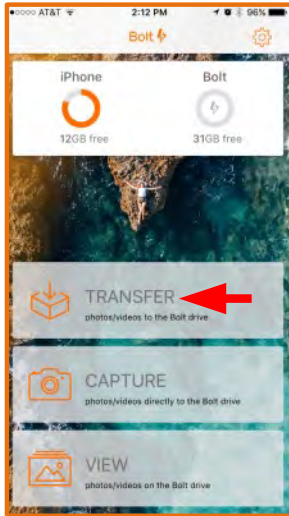 AT&T 2:12 PM 96%
Bolt
iPhone Bolt
12GB free 31GB free
TRANSFER
photos/videos to the Bolt drive
CAPTURE
photos/videos directly to the Bolt drive
VIEW
photos/videos on the Bolt drive